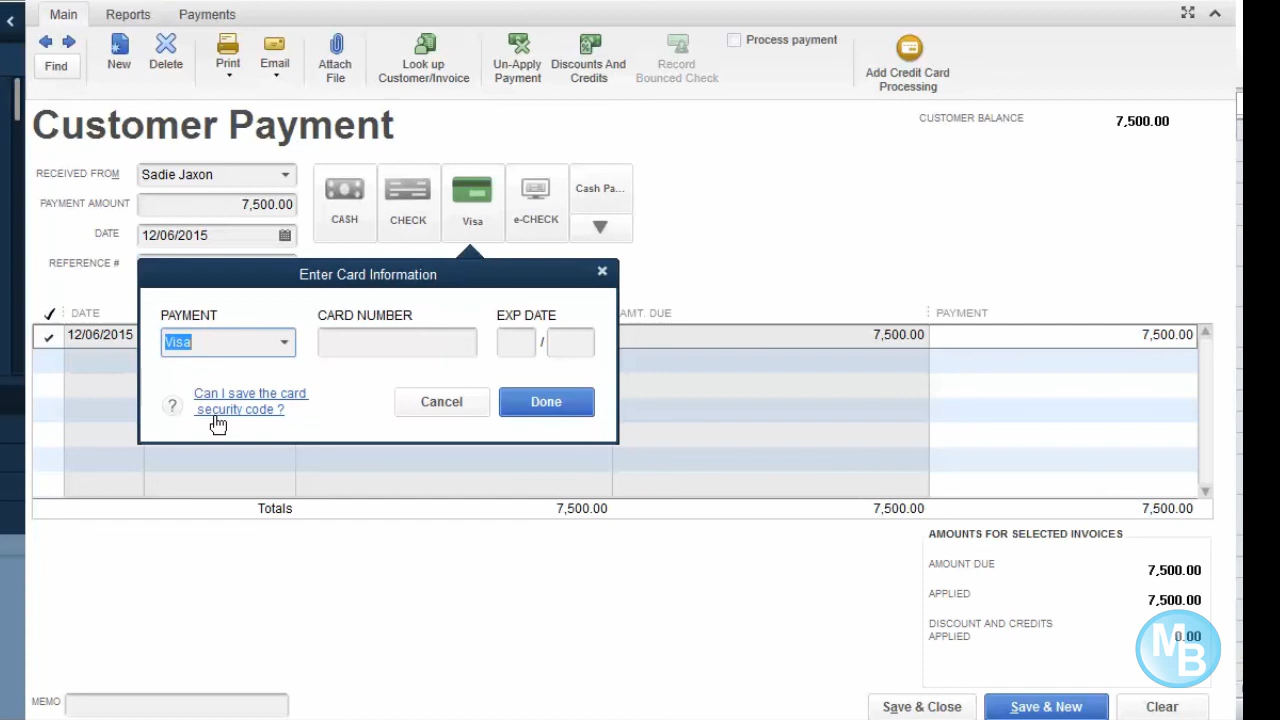 Main Reports Payments
Find
New
Delete
Print
Email
Attach
File
Look up
Customer/Invoice
Un-Apply
Payment
Discounts And
Credits
Record
Bounced Check
Process payment
Add Credit Card
Processing
Customer Payment
CUSTOMER BALANCE 7,500.00
RECEIVED FROM Sadie Jaxon
PAYMENT AMOUNT 7,500.00
DATE 12/06/2015
REFERENCE #
CASH
CHECK
Visa
e-CHECK
Cash Pa...
Enter Card Information
PAYMENT CARD NUMBER EXP DATE
Visa /
? Can I save the card
security code ?
Cancel Done
DATE AMT. DUE PAYMENT
12/06/2015 7,500.00 7,500.00
Totals 7,500.00 7,500.00 7,500.00
AMOUNTS FOR SELECTED INVOICES
AMOUNT DUE 7,500.00
APPLIED 7,500.00
DISCOUNT AND CREDITS
APPLIED 0.00
MB
MEMO
Save & Close Save & New Clear